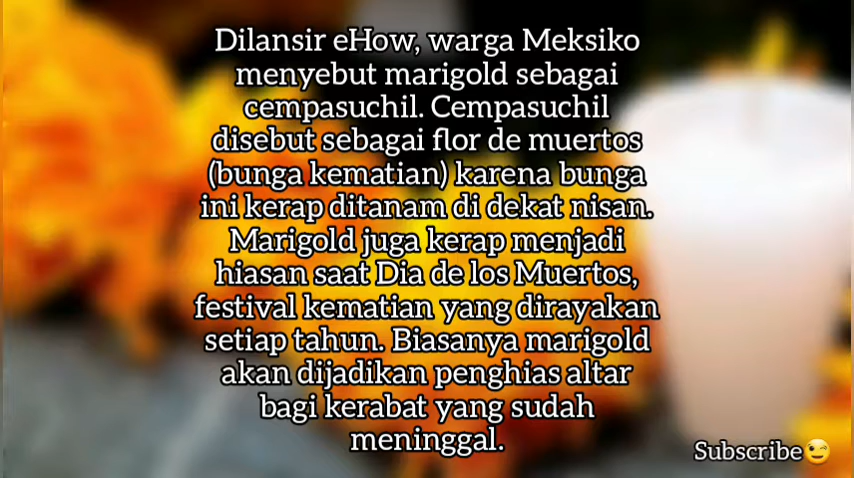 Dilansir eHow, warga Meksiko
menyebut marigold sebagai
cempasuchil. Cempasuchil
disebut sebagai flor de muertos
(bunga kematian) karena bunga
ini kerap ditanam di dekat nisan.
Marigold juga kerap menjadi
hiasan saat Dia de los Muertos,
festival kematian yang dirayakan
setiap tahun. Biasanya marigold
akan dijadikan penghias altar
bagi kerabat yang sudah
meninggal.
Subscribe😉